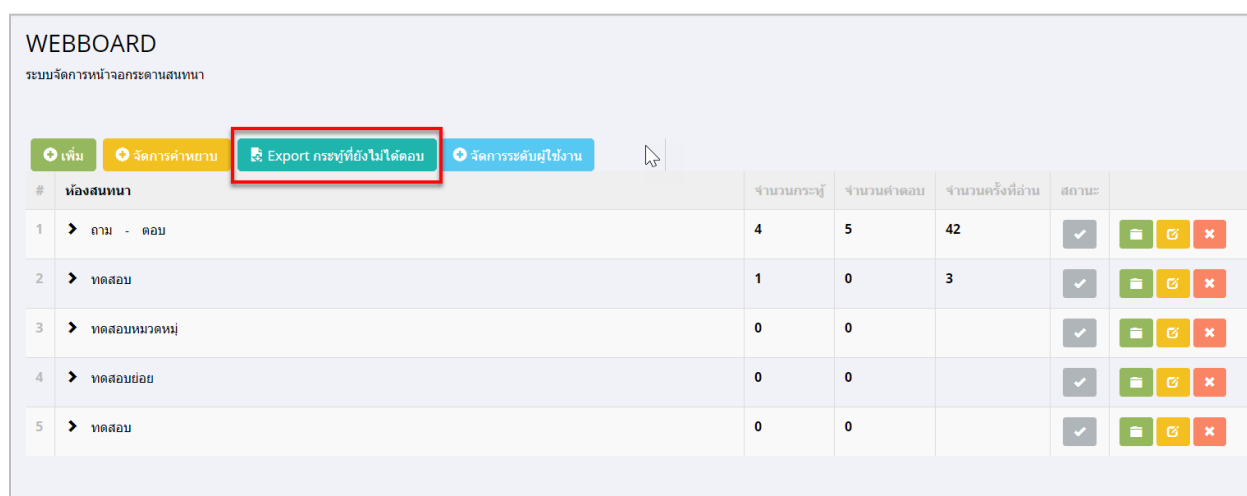 WEBBOARD
ระบบจัดการหน้าจอกระดานสนทนา
เพิ่ม จัดการคำหยาบ Export กระทู้ที่ยังไม่ได้ตอบ จัดการระดับผู้ใช้งาน
# ห้องสนทนา จำนวนกระทู้ จำนวนคำตอบ จำนวนครั้งที่อ่าน สถานะ
1 ถาม - ตอบ 4 5 42
2 ทดสอบ 1 0 3
3 ทดสอบหมวดหมู่ 0 0
4 ทดสอบย่อย 0 0
5 ทดสอบ 0 0